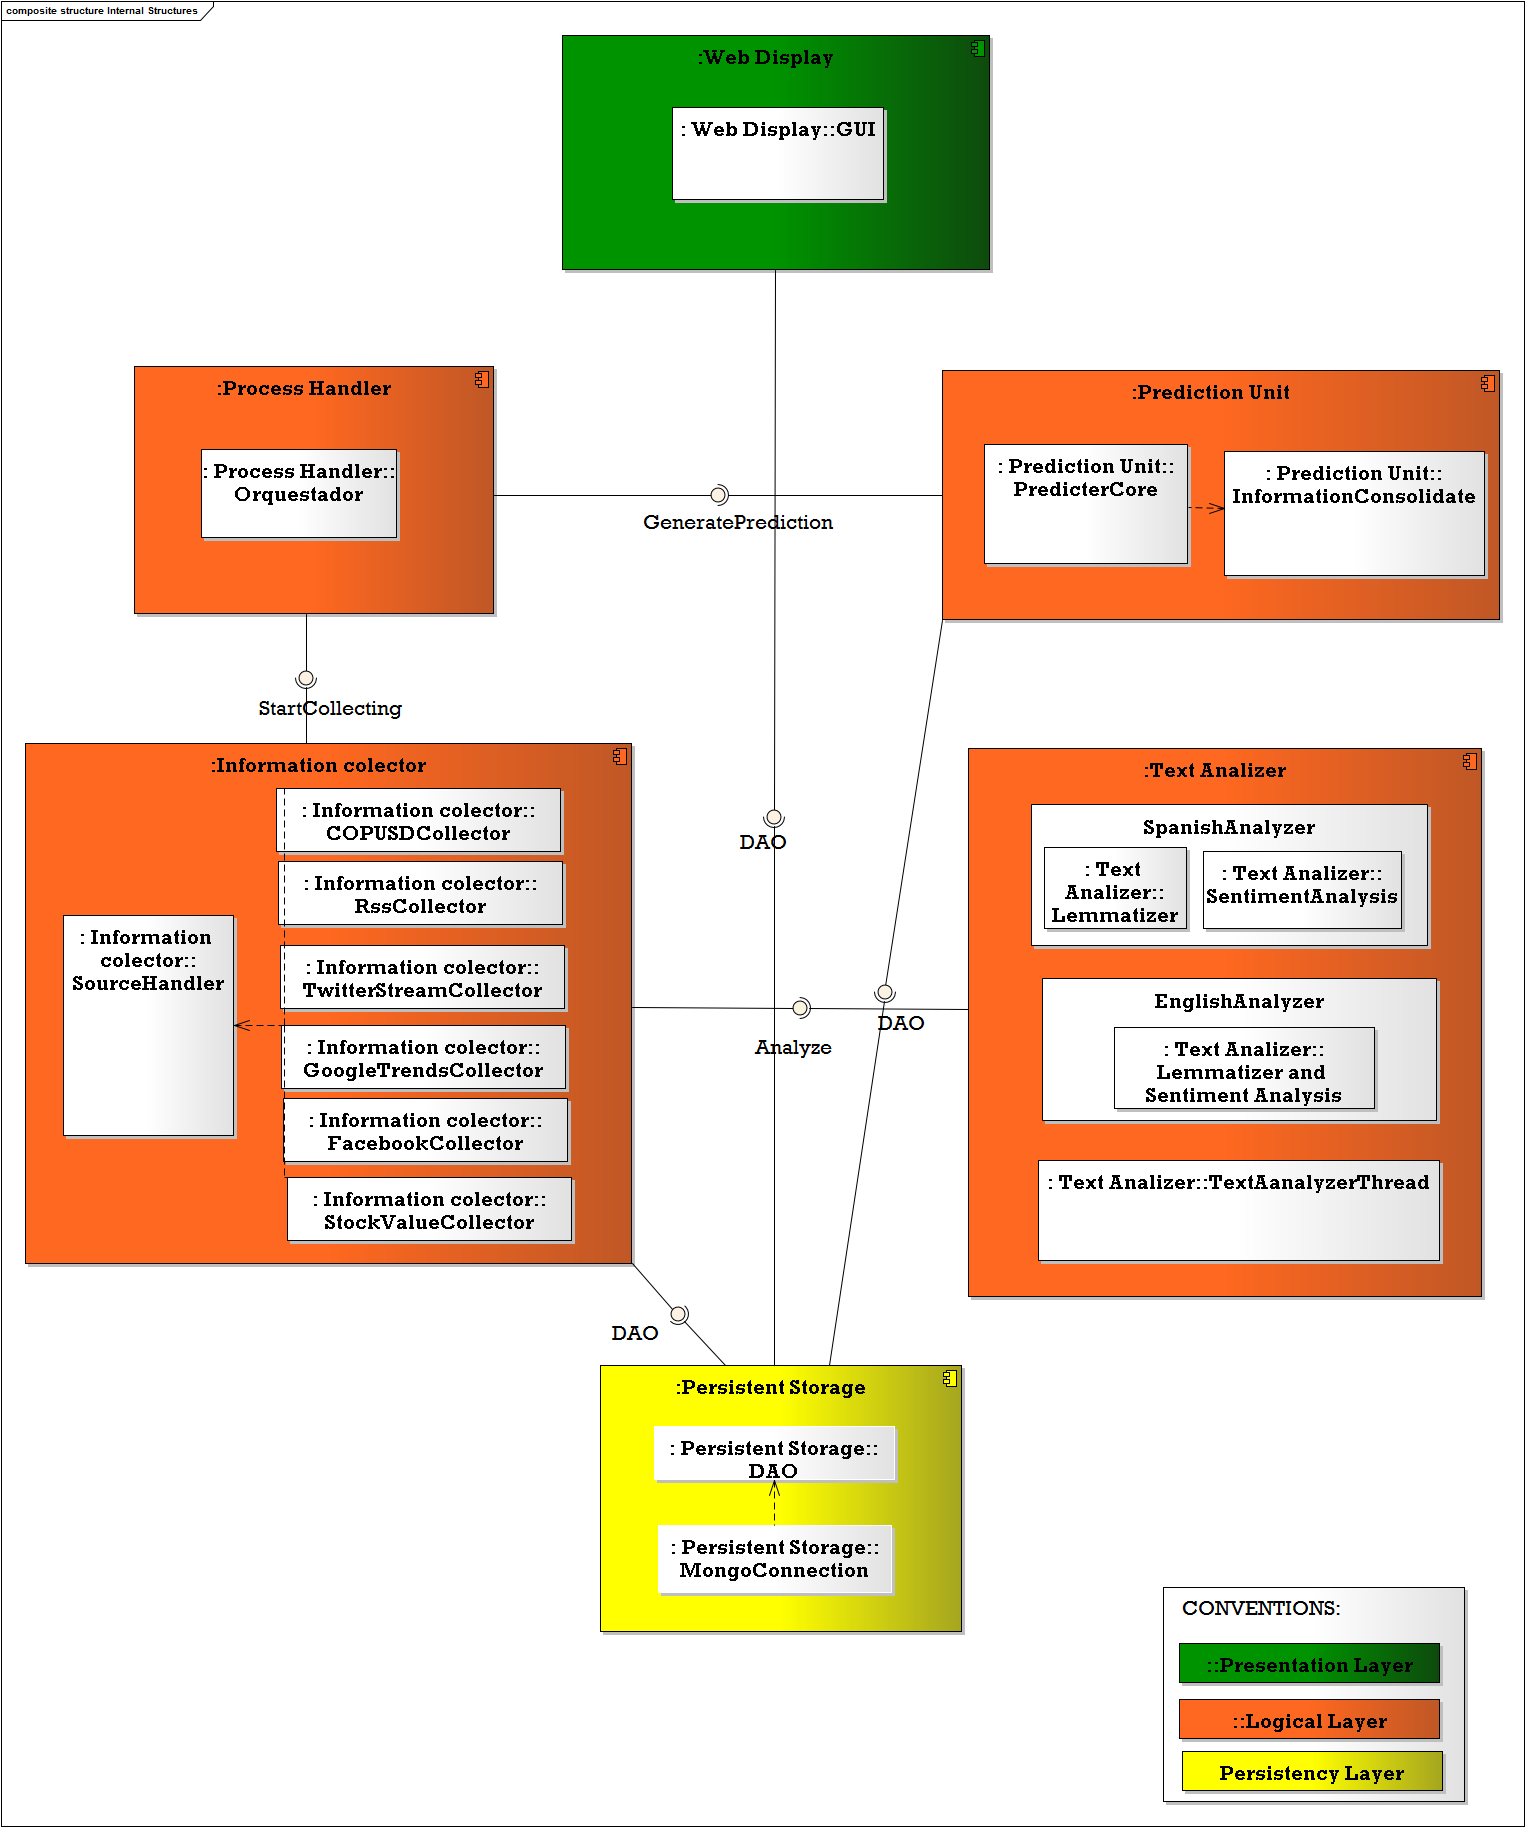 composite structure Internal Structures
:Web Display
: Web Display::GUI
:Process Handler
: Process Handler::
Orquestador
GeneratePrediction
:Prediction Unit
: Prediction Unit::
PredicterCore
: Prediction Unit::
InformationConsolidate
StartCollecting
:Information colector
: Information colector::
COPUSDCollector
: Information colector::
RssCollector
: Information colector::
TwitterStreamCollector
: Information colector::
GoogleTrendsCollector
: Information colector::
FacebookCollector
: Information colector::
StockValueCollector
: Information
colector::
SourceHandler
DAO
Analyze
DAO
:Text Analizer
SpanishAnalyzer
: Text
Analizer::
Lemmatizer
: Text Analizer::
SentimentAnalysis
EnglishAnalyzer
: Text Analizer::
Lemmatizer and
Sentiment Analysis
: Text Analizer::TextAanalyzerThread
DAO
:Persistent Storage
: Persistent Storage::
DAO
: Persistent Storage::
MongoConnection
CONVENTIONS:
::Presentation Layer
::Logical Layer
Persistency Layer